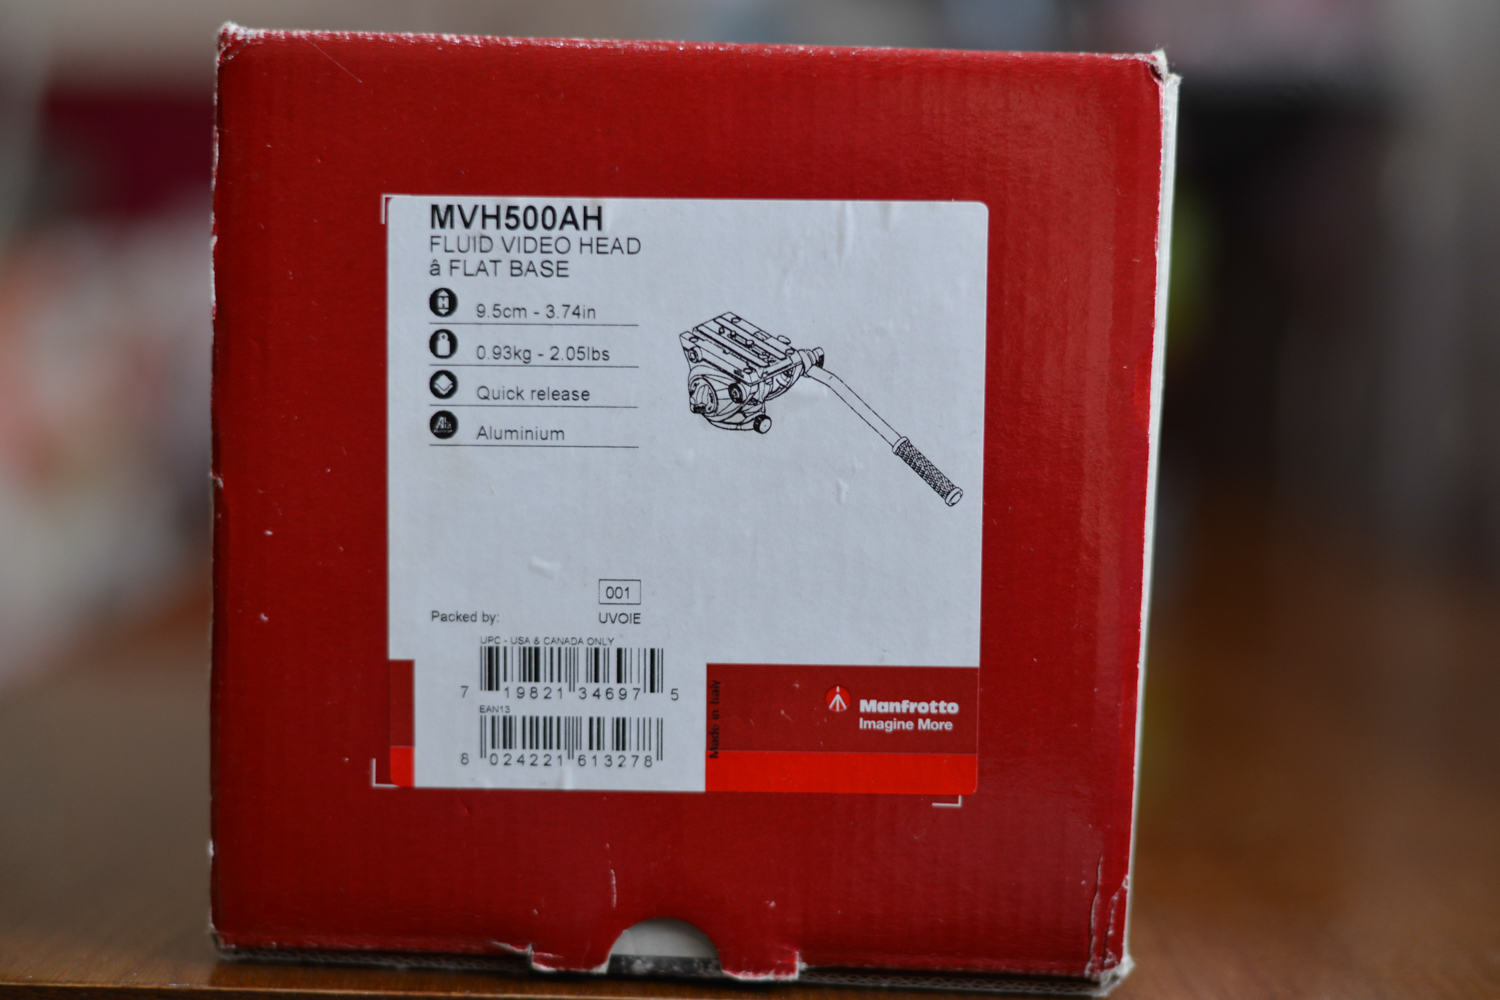 MVH500AH
FLUID VIDEO HEAD
â FLAT BASE
9.5cm - 3.74in
0.93kg - 2.05lbs
Quick release
Aluminium
001
Packed by: UVOIE
UPC - USA & CANADA ONLY
7 19821 34697 5
EAN13
8 024221 613278
Made in Italy
Manfrotto
Imagine More